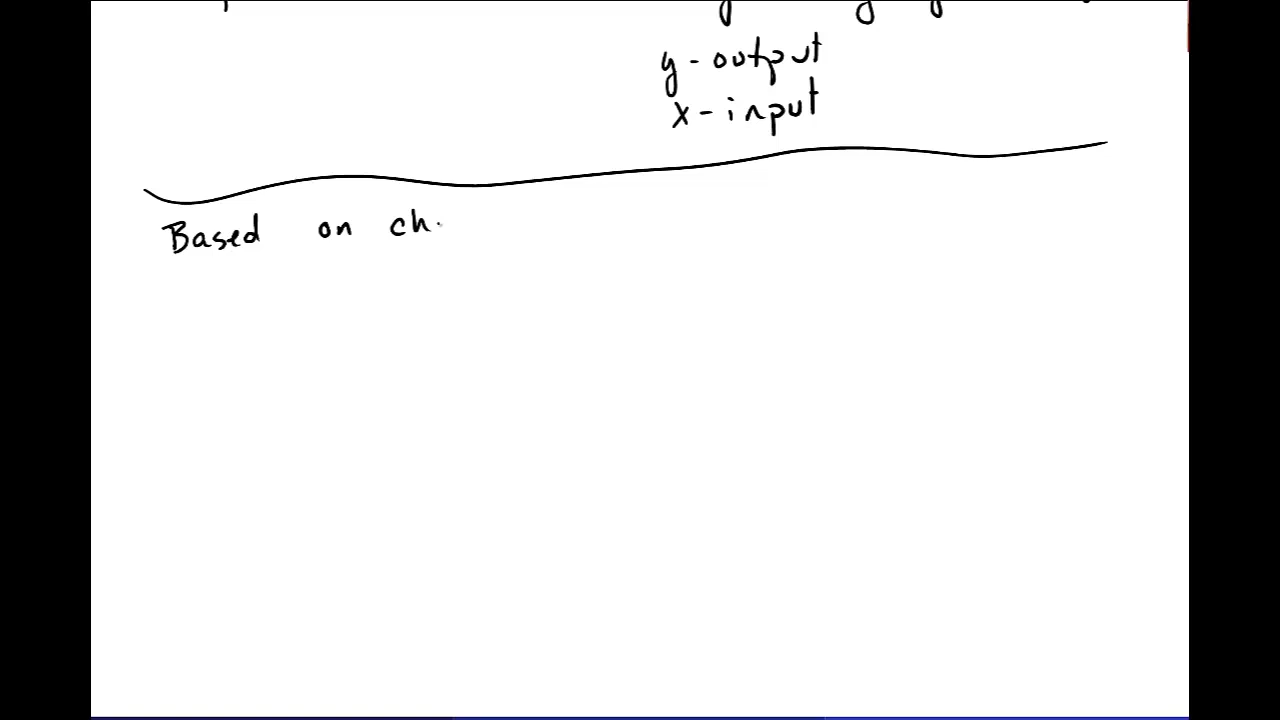 y - output
x - input
Based on ch.